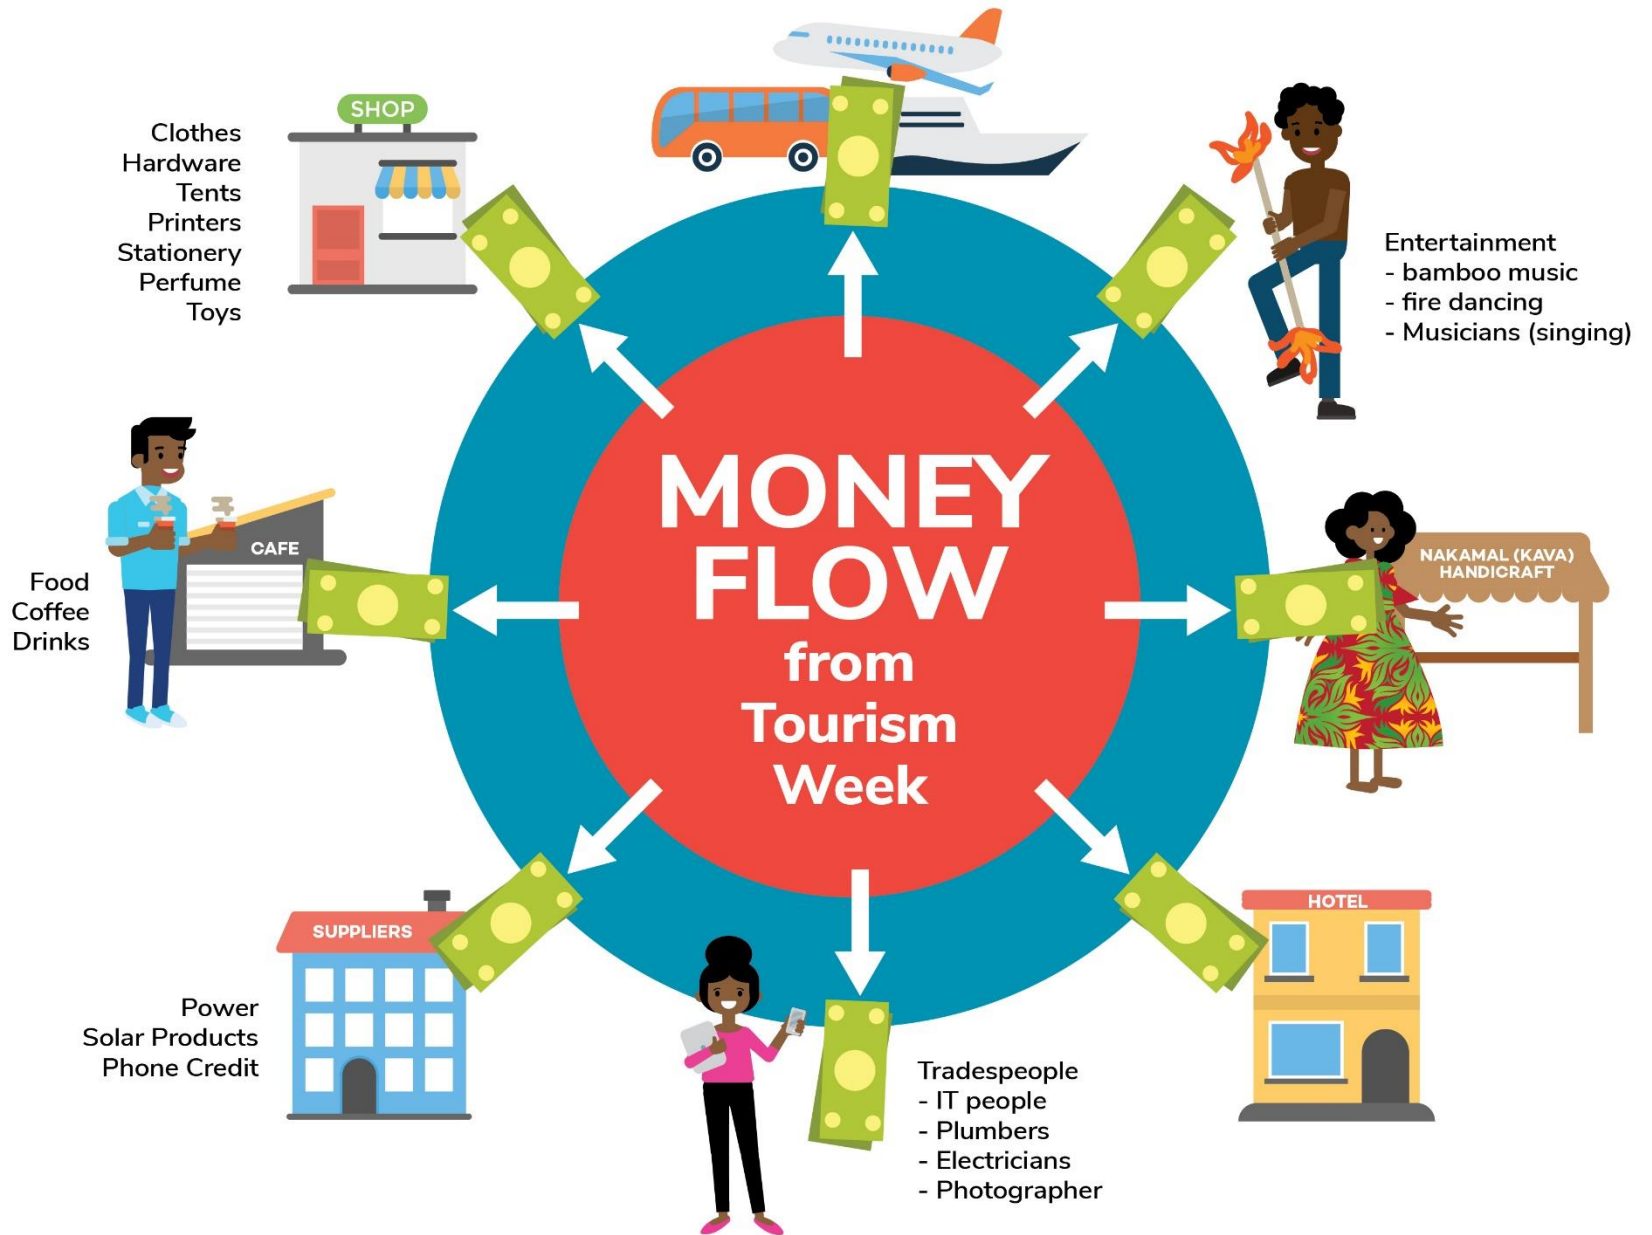 SHOP
Clothes
Hardware
Tents
Printers
Stationery
Perfume
Toys
Entertainment
- bamboo music
- fire dancing
- Musicians (singing)
MONEY
FLOW
from
Tourism
Week
CAFE
Food
Coffee
Drinks
NAKAMAL (KAVA)
HANDICRAFT
SUPPLIERS
Power
Solar Products
Phone Credit
Tradespeople
- IT people
- Plumbers
- Electricians
- Photographer
HOTEL